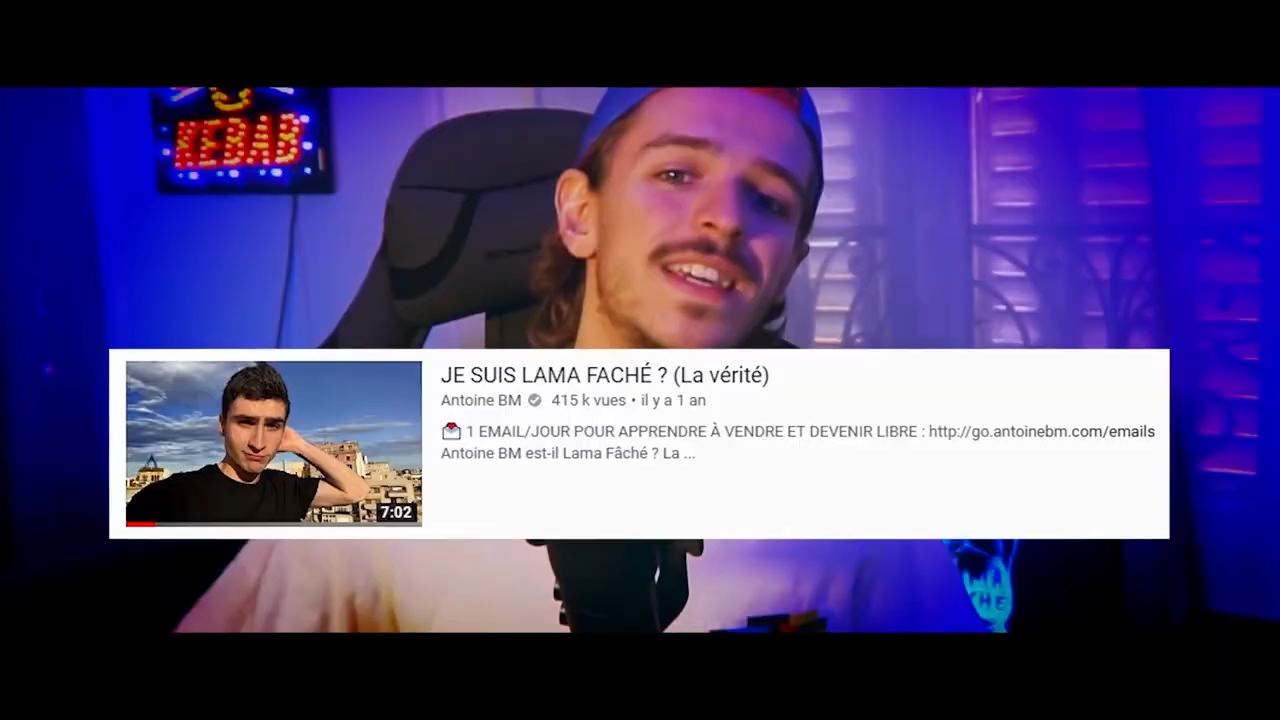 KEBAB
JE SUIS LAMA FACHÉ ? (La vérité)
Antoine BM 415 k vues • il y a 1 an
1 EMAIL/JOUR POUR APPRENDRE À VENDRE ET DEVENIR LIBRE : http://go.antoinebm.com/emails
Antoine BM est-il Lama Fâché ? La ...
7:02